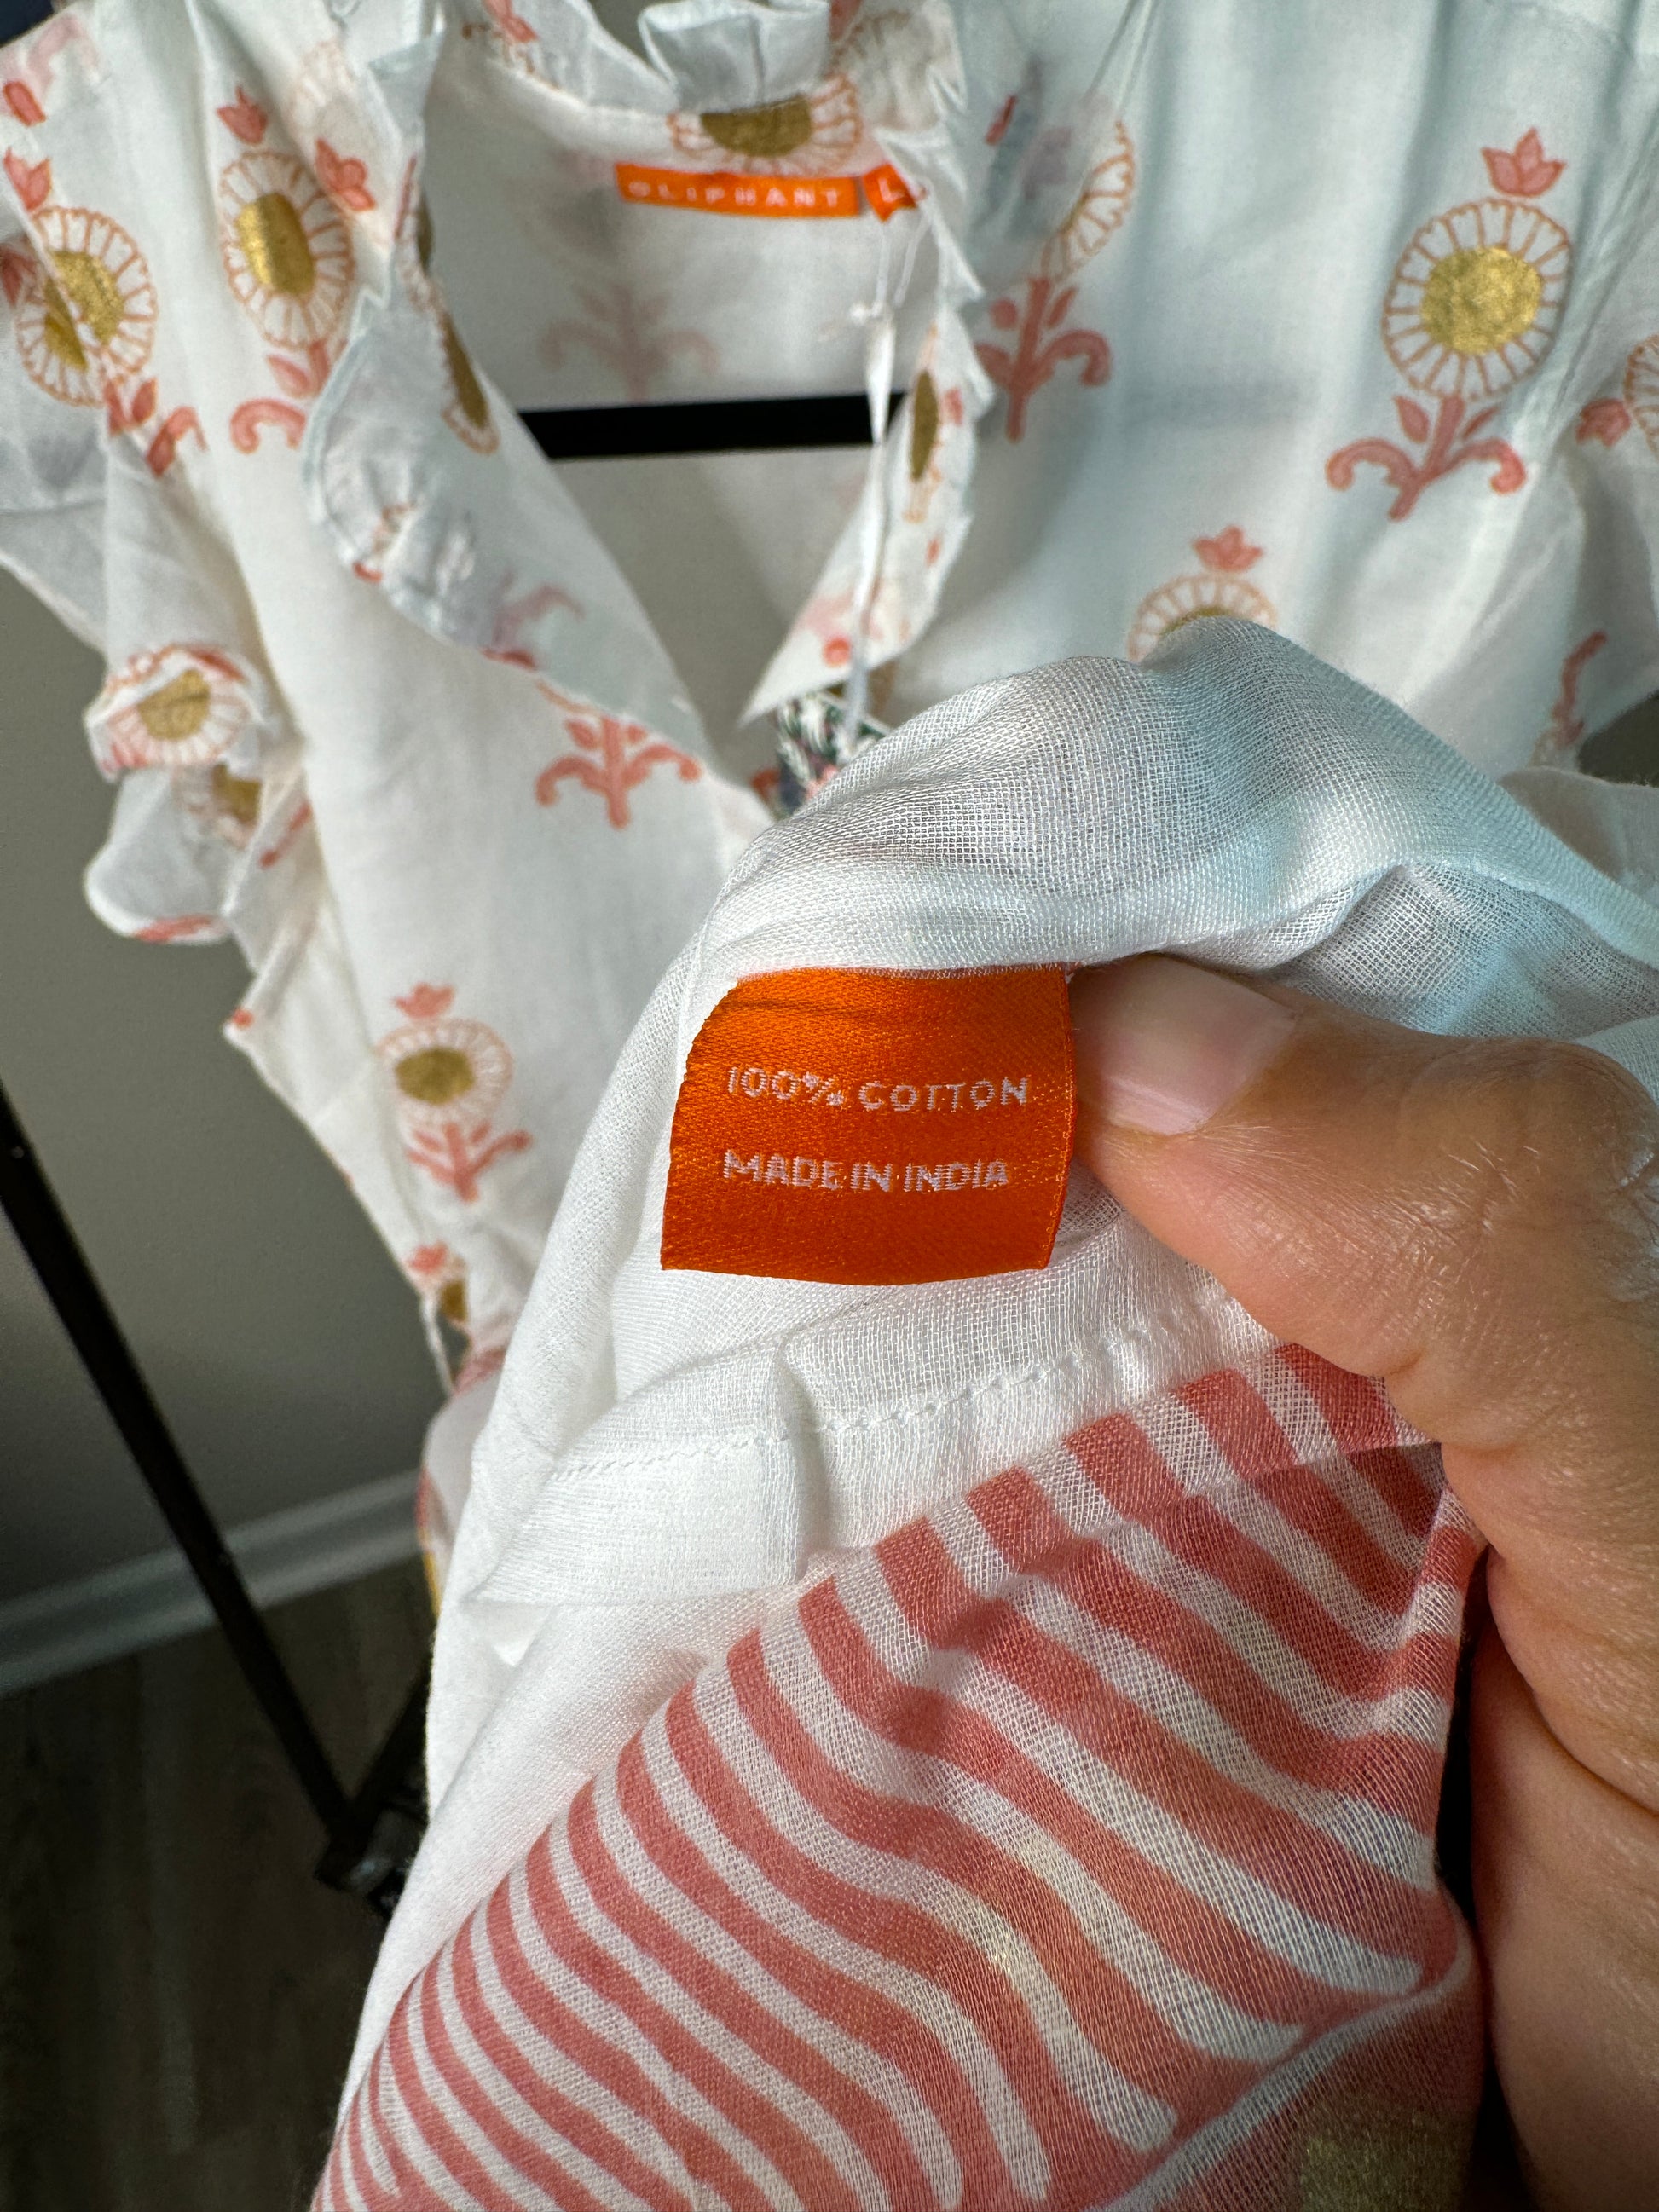 OLIPHANT L
100% COTTON
MADE IN INDIA